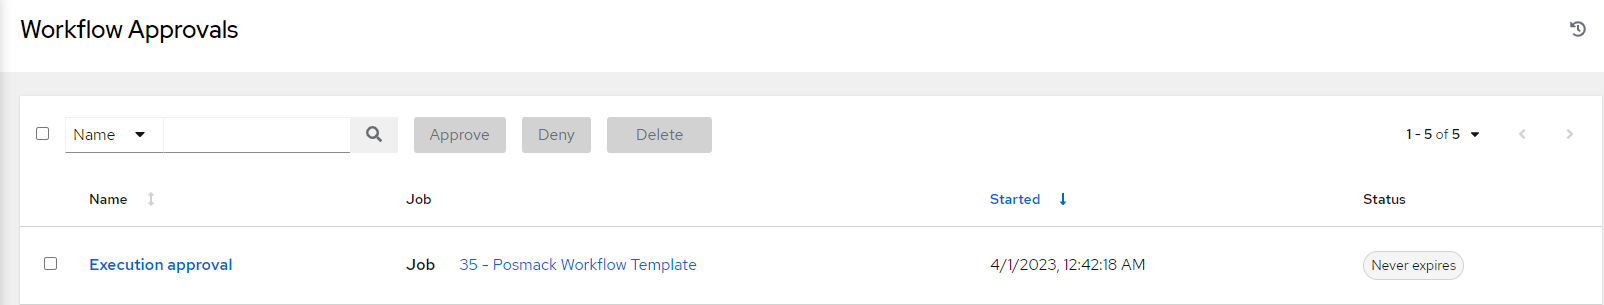 Workflow Approvals
Name Approve Deny Delete 1 - 5 of 5
Name Job Started Status
Execution approval Job 35 - Posmack Workflow Template 4/1/2023, 12:42:18 AM Never expires